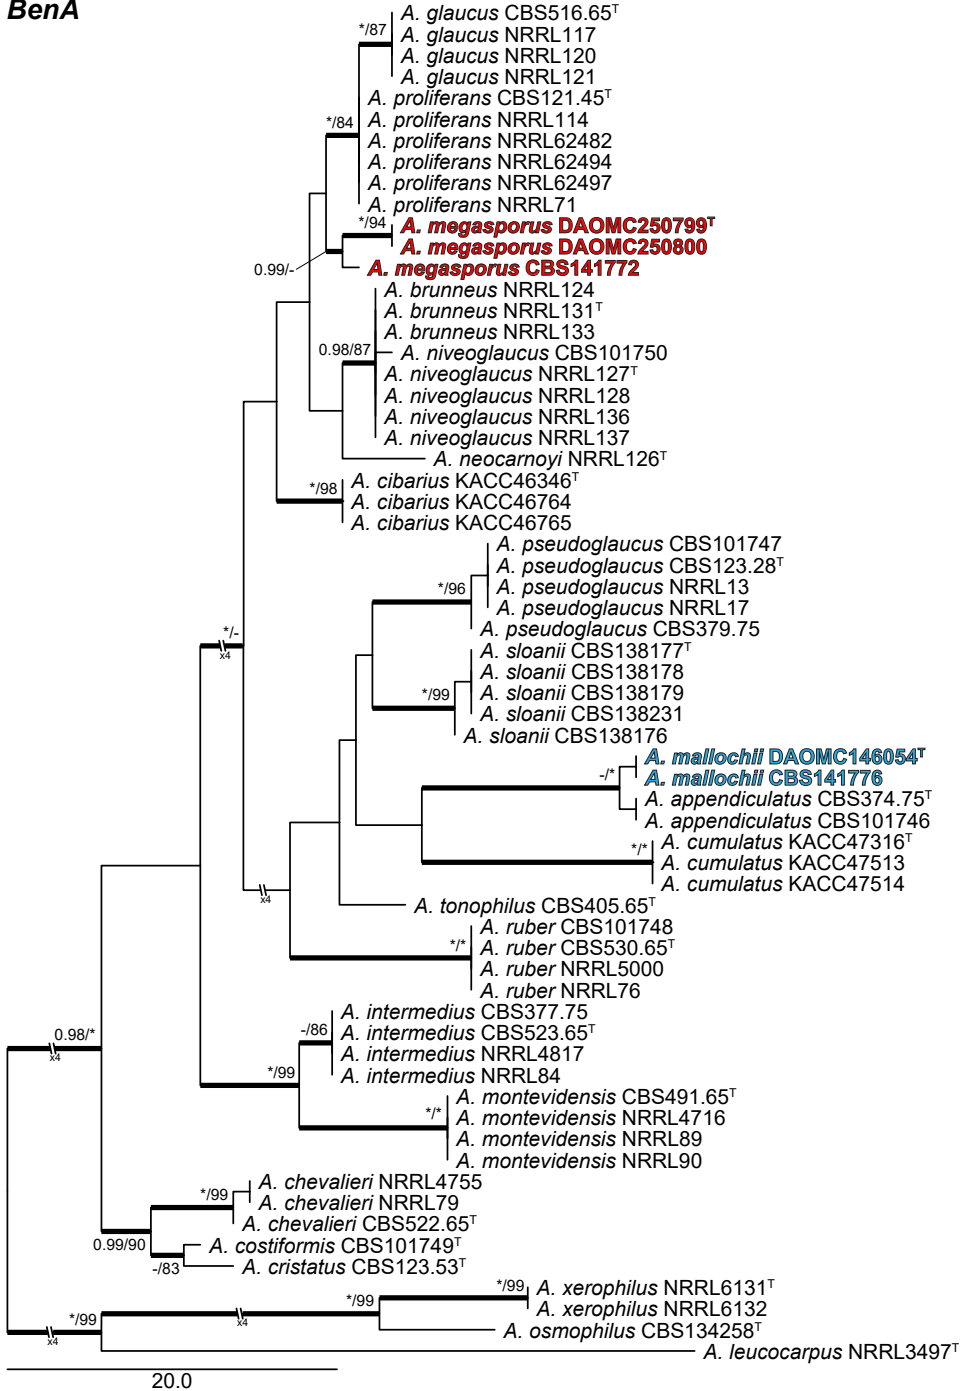 BenA
A. glaucus CBS516.65ᵀ
*/87
A. glaucus NRRL117
A. glaucus NRRL120
A. glaucus NRRL121
A. proliferans CBS121.45ᵀ
*/84
A. proliferans NRRL114
A. proliferans NRRL62482
A. proliferans NRRL62494
A. proliferans NRRL62497
A. proliferans NRRL71
*/94
A. megasporus DAOMC250799ᵀ
A. megasporus DAOMC250800
0.99/-
A. megasporus CBS141772
A. brunneus NRRL124
A. brunneus NRRL131ᵀ
A. brunneus NRRL133
0.98/87
A. niveoglaucus CBS101750
A. niveoglaucus NRRL127ᵀ
A. niveoglaucus NRRL128
A. niveoglaucus NRRL136
A. niveoglaucus NRRL137
A. neocarnoyi NRRL126ᵀ
*/98
A. cibarius KACC46346ᵀ
A. cibarius KACC46764
A. cibarius KACC46765
A. pseudoglaucus CBS101747
A. pseudoglaucus CBS123.28ᵀ
*/96
A. pseudoglaucus NRRL13
A. pseudoglaucus NRRL17
A. pseudoglaucus CBS379.75
*/-
x4
A. sloanii CBS138177ᵀ
A. sloanii CBS138178
*/99
A. sloanii CBS138179
A. sloanii CBS138231
A. sloanii CBS138176
A. mallochii DAOMC146054ᵀ
-/*
A. mallochii CBS141776
A. appendiculatus CBS374.75ᵀ
A. appendiculatus CBS101746
A. cumulatus KACC47316ᵀ
*/*
A. cumulatus KACC47513
A. cumulatus KACC47514
x4
A. tonophilus CBS405.65ᵀ
A. ruber CBS101748
*/*
A. ruber CBS530.65ᵀ
A. ruber NRRL5000
A. ruber NRRL76
A. intermedius CBS377.75
-/86
A. intermedius CBS523.65ᵀ
0.98/*
x4
A. intermedius NRRL4817
*/99
A. intermedius NRRL84
A. montevidensis CBS491.65ᵀ
*/*
A. montevidensis NRRL4716
A. montevidensis NRRL89
A. montevidensis NRRL90
A. chevalieri NRRL4755
*/99
A. chevalieri NRRL79
A. chevalieri CBS522.65ᵀ
0.99/90
A. costiformis CBS101749ᵀ
-/83
A. cristatus CBS123.53ᵀ
*/99
A. xerophilus NRRL6131ᵀ
*/99
A. xerophilus NRRL6132
x4
*/99
x4
A. osmophilus CBS134258ᵀ
A. leucocarpus NRRL3497ᵀ
20.0